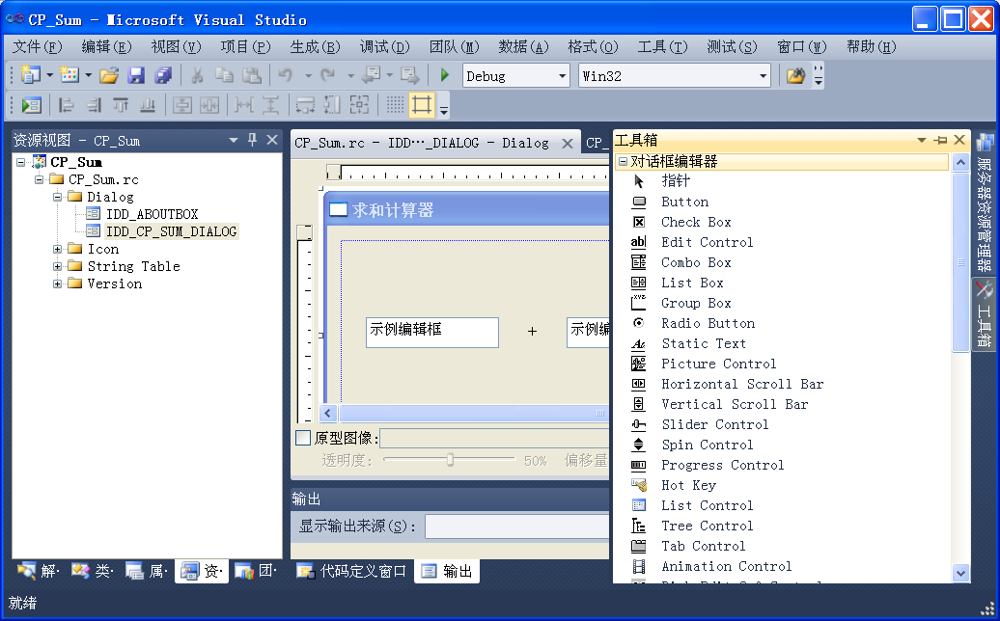 CP_Sum - Microsoft Visual Studio
文件(F) 编辑(E) 视图(V) 项目(P) 生成(B) 调试(D) 团队(M) 数据(A) 格式(O) 工具(T) 测试(S) 窗口(W) 帮助(H)
Debug Win32
资源视图 - CP_Sum
CP_Sum
CP_Sum.rc
Dialog
IDD_ABOUTBOX
IDD_CP_SUM_DIALOG
Icon
String Table
Version
CP_Sum.rc - IDD···_DIALOG - Dialog CP_
求和计算器
示例编辑框 + 示例编
原型图像:
透明度: 50% 偏移量
输出
显示输出来源(S):
工具箱
对话框编辑器
指针
Button
Check Box
Edit Control
Combo Box
List Box
Group Box
Radio Button
Static Text
Picture Control
Horizontal Scroll Bar
Vertical Scroll Bar
Slider Control
Spin Control
Progress Control
Hot Key
List Control
Tree Control
Tab Control
Animation Control
服务器资源管理器
工具箱
解· 类· 属· 资· 团· 代码定义窗口 输出
就绪